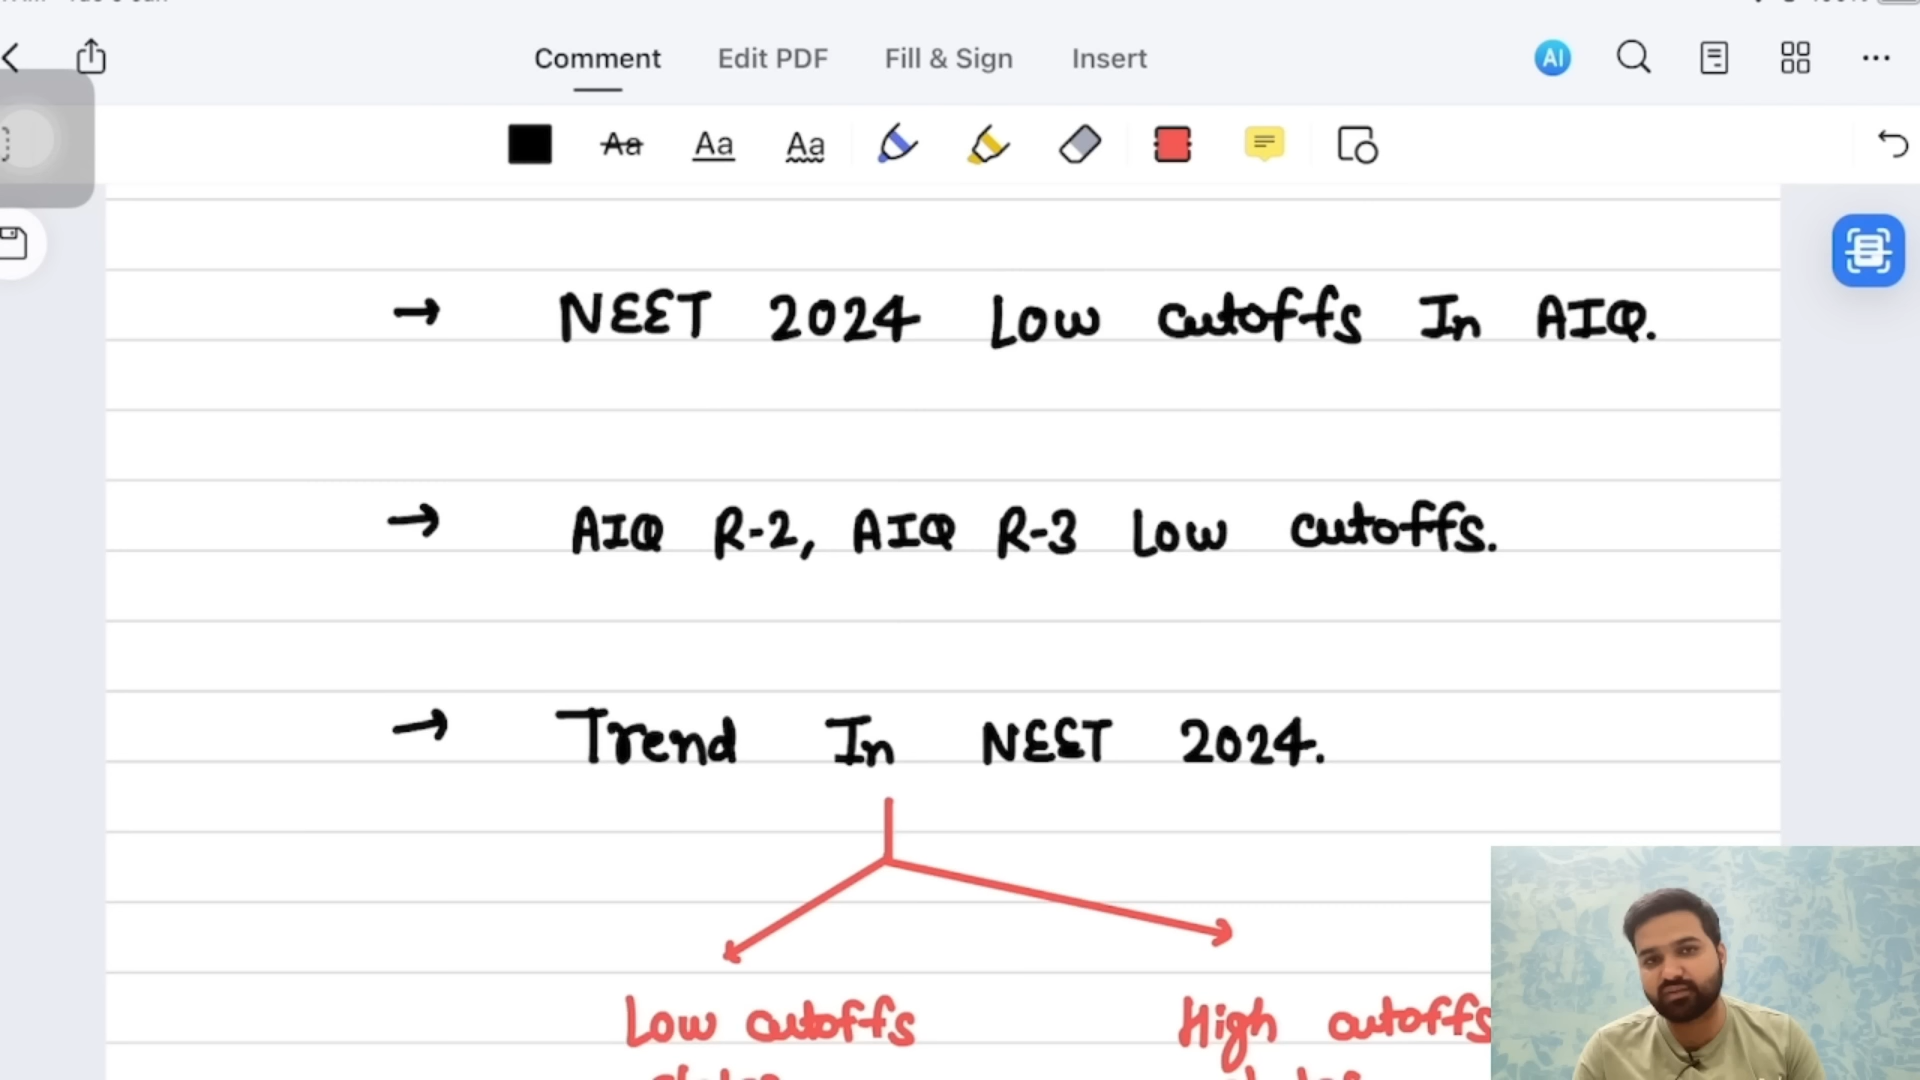 Comment Edit PDF Fill & Sign Insert AI
Aa Aa Aa
→ NEET 2024 Low cutoffs In AIQ.
→ AIQ R-2, AIQ R-3 Low cutoffs.
→ Trend In NEET 2024.
Low cutoffs High cutoffs